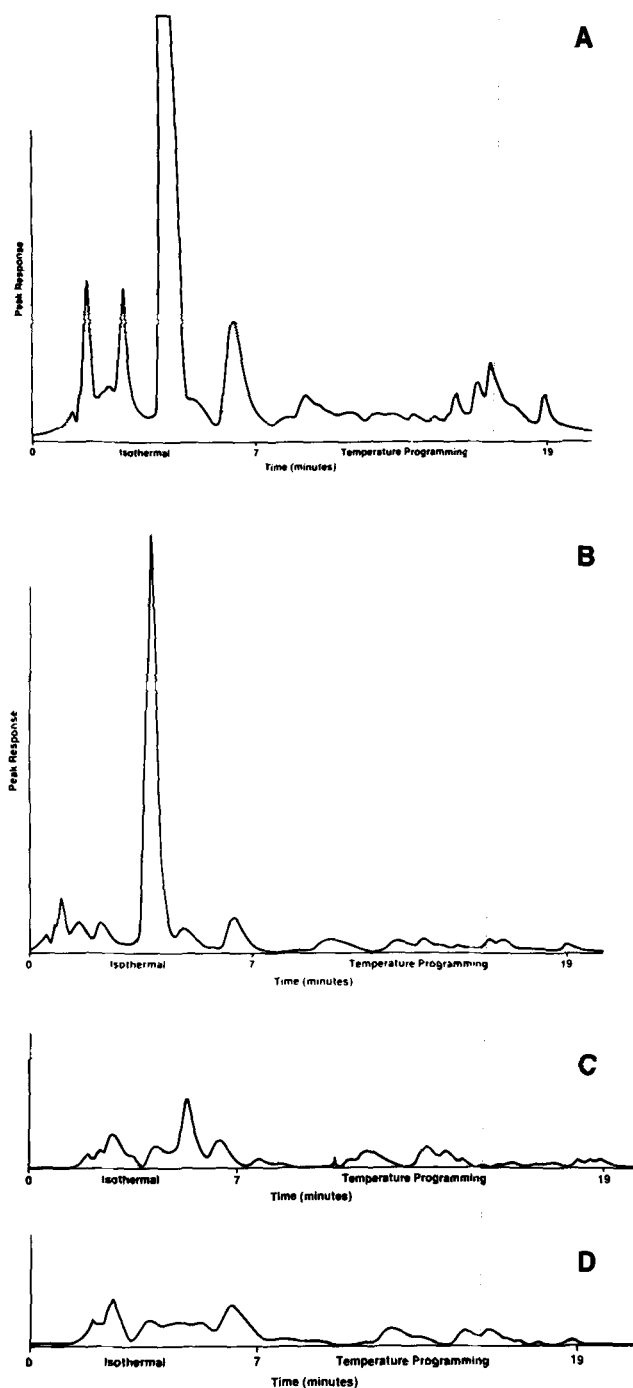 A
Peak Response
0 Isothermal 7 Temperature Programming 19
Time (minutes)
B
Peak Response
0 Isothermal 7 Temperature Programming 19
Time (minutes)
C
0 Isothermal 7 Temperature Programming 19
Time (minutes)
D
0 Isothermal 7 Temperature Programming 19
Time (minutes)